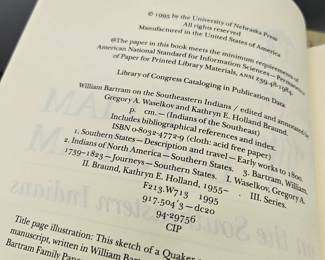 © 1995 by the University of Nebraska Press
All rights reserved
Manufactured in the United States of America
@The paper in this book meets the minimum requirements of
American National Standard for Information Sciences—Permanence
of Paper for Printed Library Materials, ANSI Z39.48-1984.
Library of Congress Cataloging in Publication Data
William Bartram on the Southeastern Indians / edited and annotated by
Gregory A. Waselkov and Kathryn E. Holland Braund.
p. cm.—(Indians of the Southeast)
Includes bibliographical references and index.
ISBN 0-8032-4772-9 (cloth: acid free paper)
1. Southern States—Description and travel—Early works to 1800.
2. Indians of North America—Southern States. 3. Bartram, William,
1739–1823—Journeys—Southern States. I. Waselkov, Gregory A.
II. Braund, Kathryn E. Holland, 1955– . III. Series.
F213.W713 1995
917.504'3—dc20
94-29756
CIP
Title page illustration: This sketch of a Quaker
manuscript, written in William Bartram
Bartram Family Papers